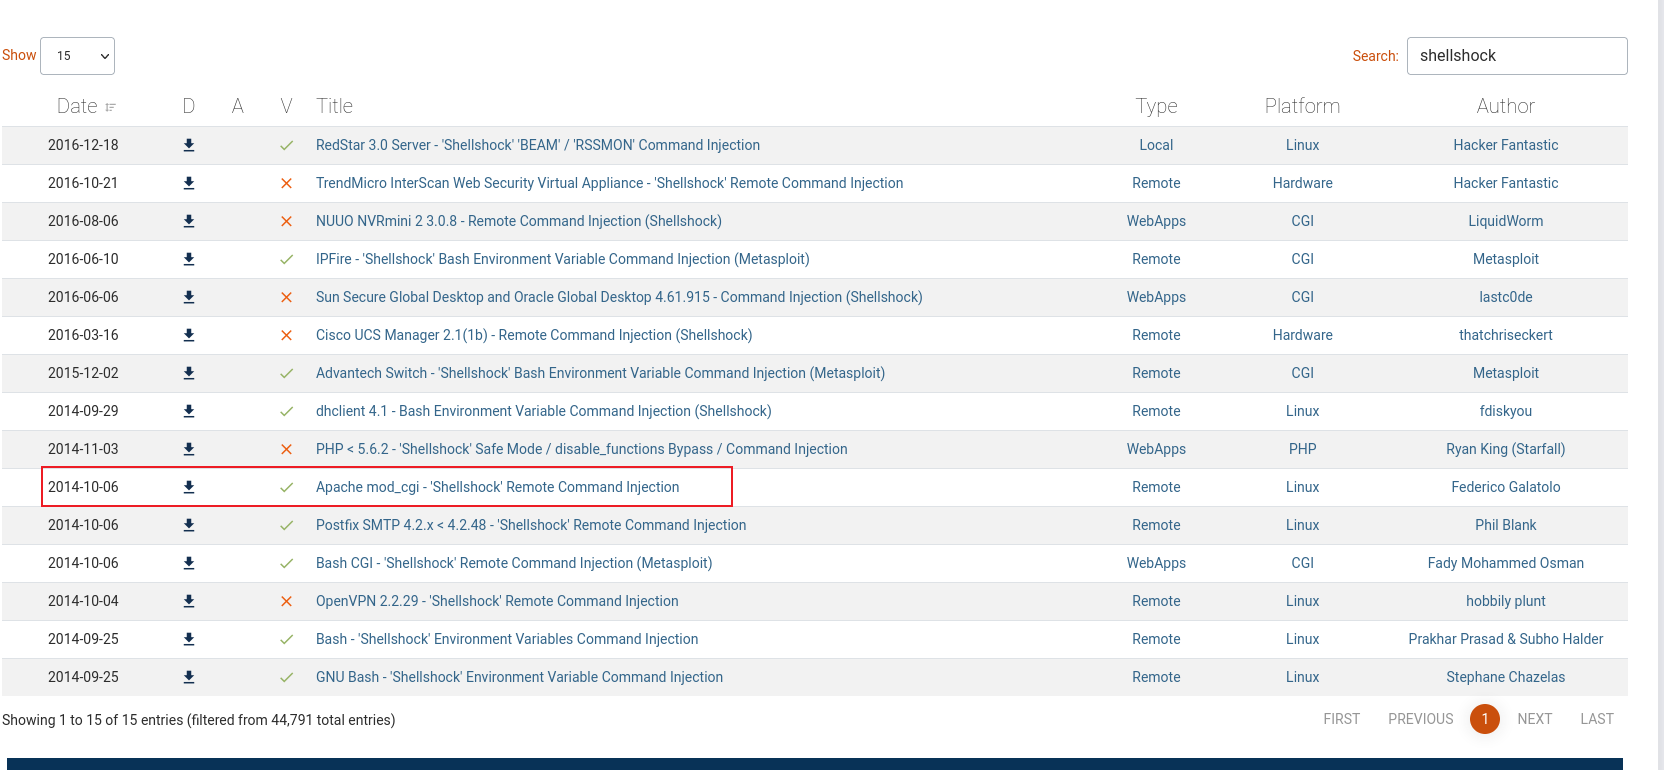 Show 15 Search: shellshock
Date D A V Title Type Platform Author
2016-12-18 RedStar 3.0 Server - 'Shellshock' 'BEAM' / 'RSSMON' Command Injection Local Linux Hacker Fantastic
2016-10-21 TrendMicro InterScan Web Security Virtual Appliance - 'Shellshock' Remote Command Injection Remote Hardware Hacker Fantastic
2016-08-06 NUUO NVRmini 2 3.0.8 - Remote Command Injection (Shellshock) WebApps CGI LiquidWorm
2016-06-10 IPFire - 'Shellshock' Bash Environment Variable Command Injection (Metasploit) Remote CGI Metasploit
2016-06-06 Sun Secure Global Desktop and Oracle Global Desktop 4.61.915 - Command Injection (Shellshock) WebApps CGI lastc0de
2016-03-16 Cisco UCS Manager 2.1(1b) - Remote Command Injection (Shellshock) Remote Hardware thatchriseckert
2015-12-02 Advantech Switch - 'Shellshock' Bash Environment Variable Command Injection (Metasploit) Remote CGI Metasploit
2014-09-29 dhclient 4.1 - Bash Environment Variable Command Injection (Shellshock) Remote Linux fdiskyou
2014-11-03 PHP < 5.6.2 - 'Shellshock' Safe Mode / disable_functions Bypass / Command Injection WebApps PHP Ryan King (Starfall)
2014-10-06 Apache mod_cgi - 'Shellshock' Remote Command Injection Remote Linux Federico Galatolo
2014-10-06 Postfix SMTP 4.2.x < 4.2.48 - 'Shellshock' Remote Command Injection Remote Linux Phil Blank
2014-10-06 Bash CGI - 'Shellshock' Remote Command Injection (Metasploit) WebApps CGI Fady Mohammed Osman
2014-10-04 OpenVPN 2.2.29 - 'Shellshock' Remote Command Injection Remote Linux hobbily plunt
2014-09-25 Bash - 'Shellshock' Environment Variables Command Injection Remote Linux Prakhar Prasad & Subho Halder
2014-09-25 GNU Bash - 'Shellshock' Environment Variable Command Injection Remote Linux Stephane Chazelas
Showing 1 to 15 of 15 entries (filtered from 44,791 total entries) FIRST PREVIOUS 1 NEXT LAST